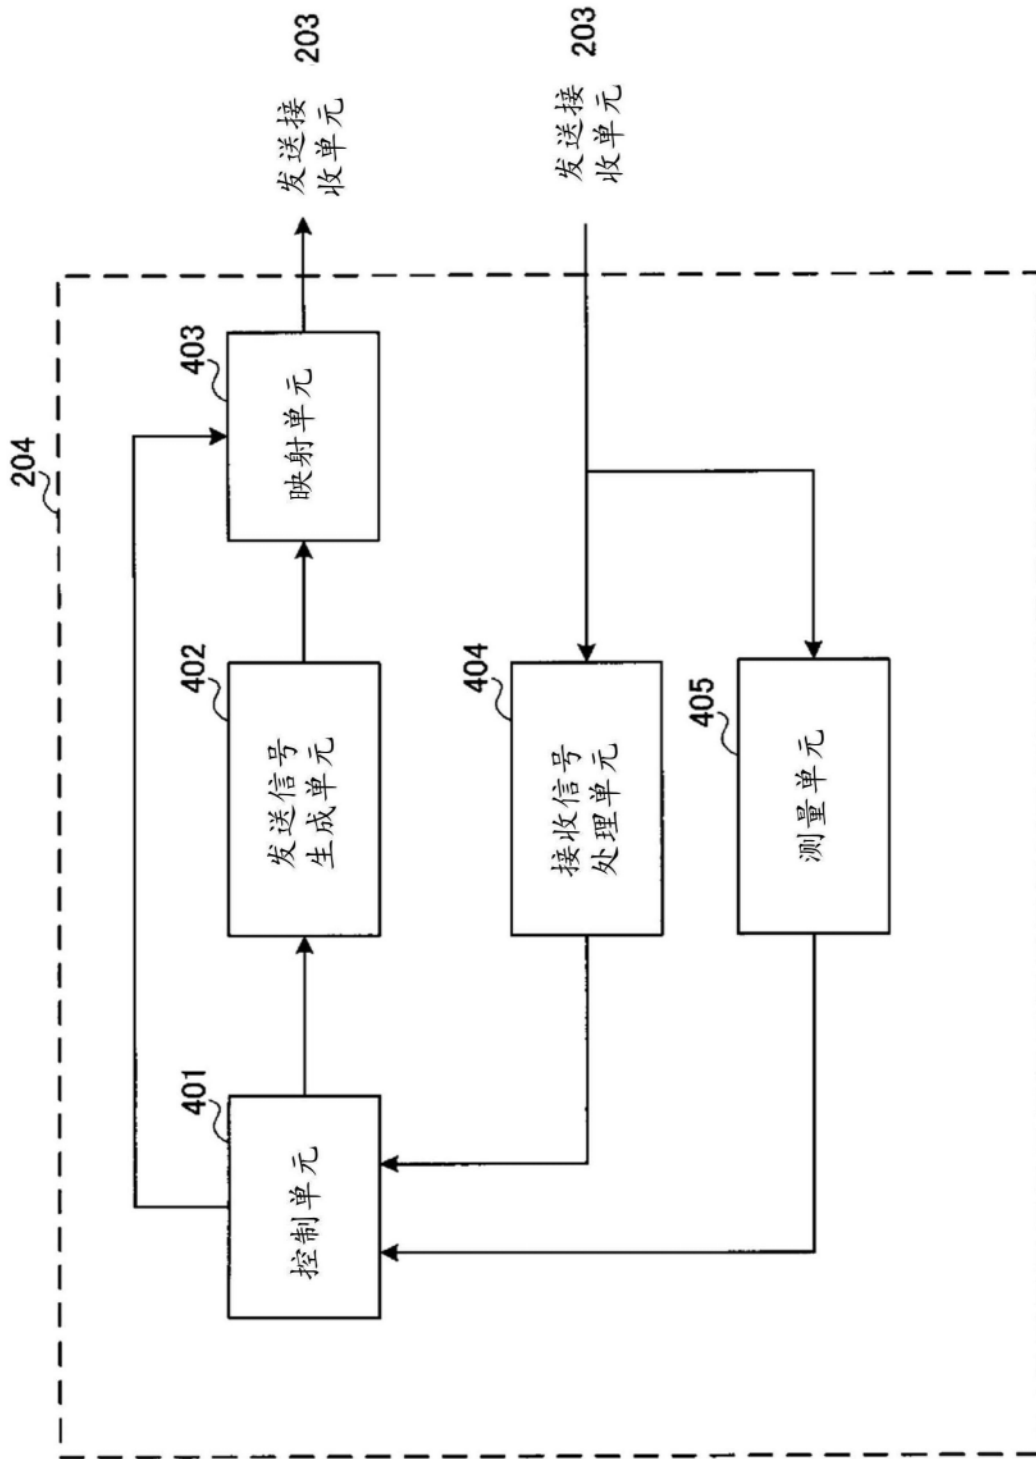 204
401
控制单元
402
发送信号
生成单元
403
映射单元
发送接
收单元
203
404
接收信号
处理单元
发送接
收单元
203
405
测量单元